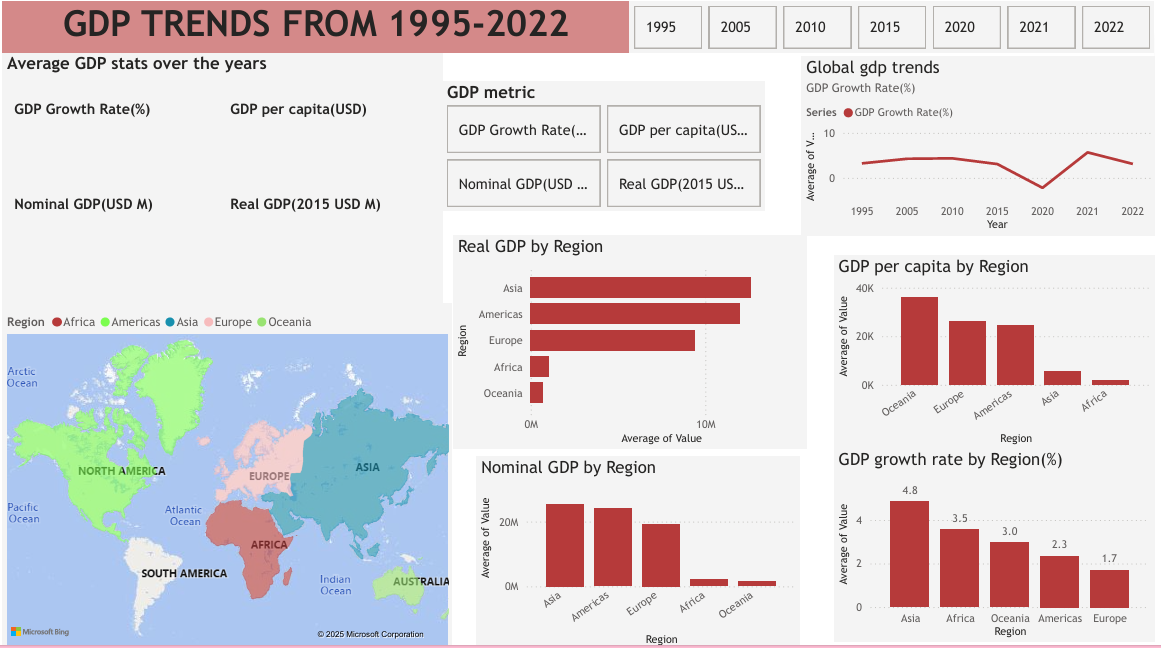 GDP TRENDS FROM 1995-2022
1995 2005 2010 2015 2020 2021 2022
Average GDP stats over the years
GDP Growth Rate(%) GDP per capita(USD)
Nominal GDP(USD M) Real GDP(2015 USD M)
GDP metric
GDP Growth Rate(... GDP per capita(US...
Nominal GDP(USD ... Real GDP(2015 US...
Global gdp trends
GDP Growth Rate(%)
Series GDP Growth Rate(%)
Average of V...
10
0
1995 2005 2010 2015 2020 2021 2022
Year
Region Africa Americas Asia Europe Oceania
Arctic
Ocean
NORTH AMERICA
EUROPE
ASIA
Pacific
Ocean
Atlantic
Ocean
AFRICA
SOUTH AMERICA
Indian
Ocean
AUSTRALIA
Microsoft Bing
© 2025 Microsoft Corporation
Real GDP by Region
Region
Asia
Americas
Europe
Africa
Oceania
0M 10M
Average of Value
Nominal GDP by Region
Average of Value
20M
0M
Asia Americas Europe Africa Oceania
Region
GDP per capita by Region
Average of Value
40K
20K
0K
Oceania Europe Americas Asia Africa
Region
GDP growth rate by Region(%)
Average of Value
4
2
0
4.8 3.5 3.0 2.3 1.7
Asia Africa Oceania Americas Europe
Region